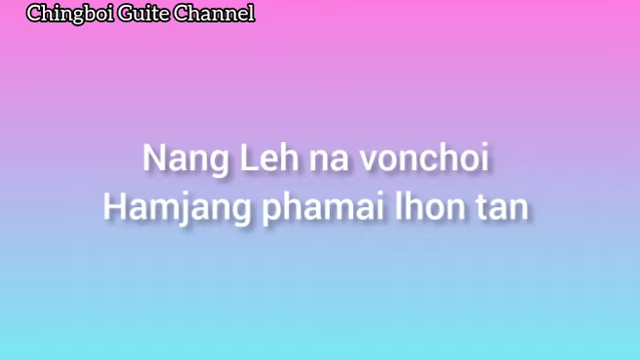 Chingboi Guite Channel
Nang Leh na vonchoi
Hamjang phamai lhon tan